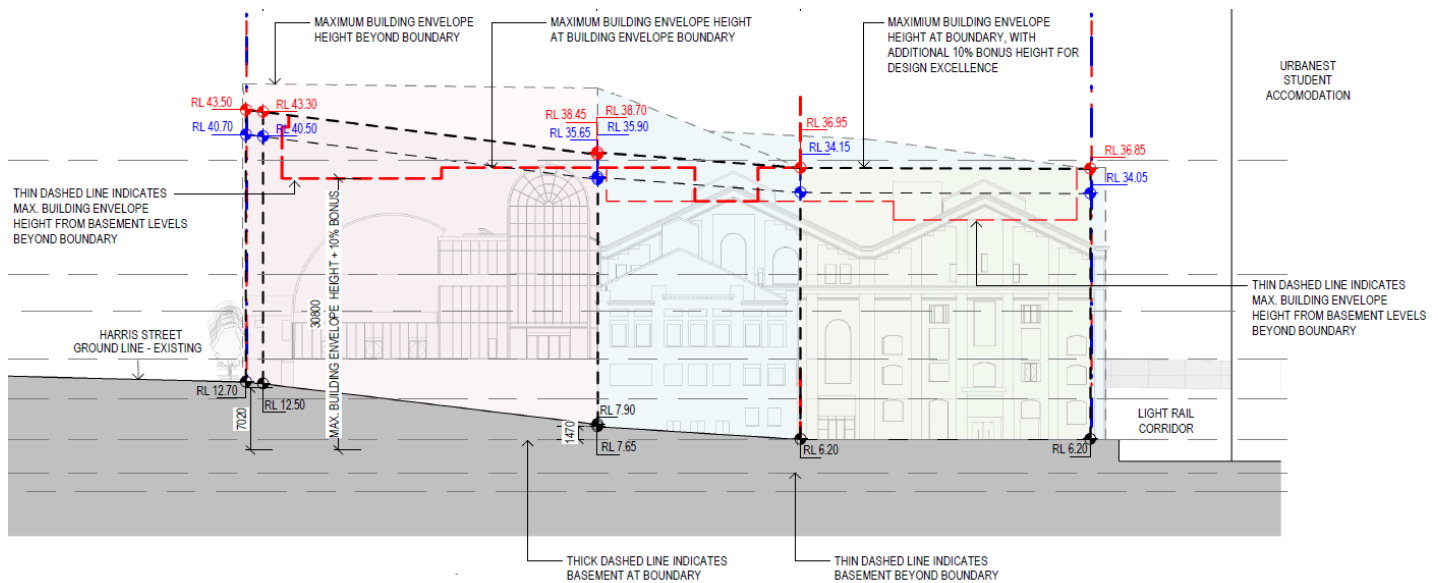 MAXIMUM BUILDING ENVELOPE
HEIGHT BEYOND BOUNDARY
MAXIMUM BUILDING ENVELOPE HEIGHT
AT BUILDING ENVELOPE BOUNDARY
MAXIMUM BUILDING ENVELOPE
HEIGHT AT BOUNDARY, WITH
ADDITIONAL 10% BONUS HEIGHT FOR
DESIGN EXCELLENCE
URBANEST
STUDENT
ACCOMODATION
RL 43.50
RL 43.30
RL 40.70
RL 40.50
RL 38.45
RL 38.70
RL 35.65
RL 35.90
RL 36.95
RL 34.15
RL 36.85
RL 34.05
THIN DASHED LINE INDICATES
MAX. BUILDING ENVELOPE
HEIGHT FROM BASEMENT LEVELS
BEYOND BOUNDARY
30800
MAX. BUILDING ENVELOPE HEIGHT + 10% BONUS
THIN DASHED LINE INDICATES
MAX. BUILDING ENVELOPE
HEIGHT FROM BASEMENT LEVELS
BEYOND BOUNDARY
HARRIS STREET
GROUND LINE - EXISTING
RL 12.70
RL 12.50
7020
RL 7.90
1470
RL 7.65
RL 6.20
RL 6.20
LIGHT RAIL
CORRIDOR
THICK DASHED LINE INDICATES
BASEMENT AT BOUNDARY
THIN DASHED LINE INDICATES
BASEMENT BEYOND BOUNDARY